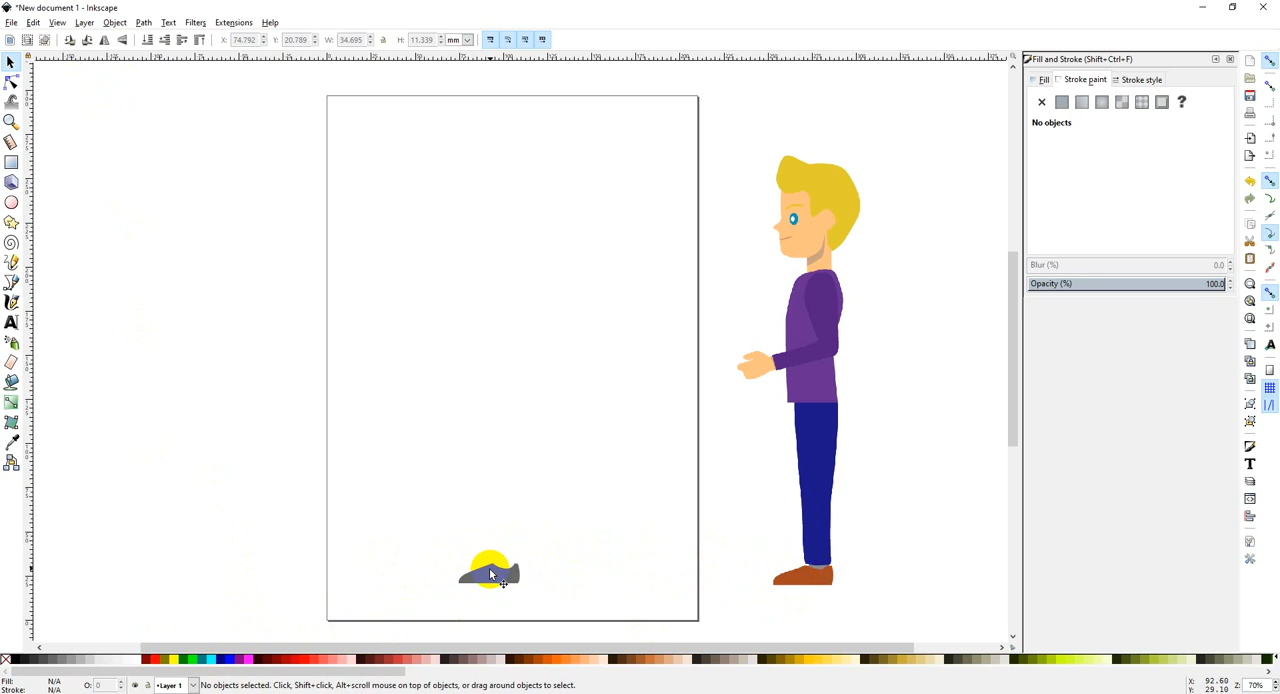 *New document 1 - Inkscape
File Edit View Layer Object Path Text Filters Extensions Help
X: 74.792 Y: 20.789 W: 34.695 H: 11.339 mm
Fill and Stroke (Shift+Ctrl+F)
Fill Stroke paint Stroke style
?
No objects
Blur (%) 0.0
Opacity (%) 100.0
Fill: N/A
Stroke: N/A
O: 0
•Layer 1
No objects selected. Click, Shift+click, Alt+scroll mouse on top of objects, or drag around objects to select.
X: 92.60
Y: 29.10
Z: 70%